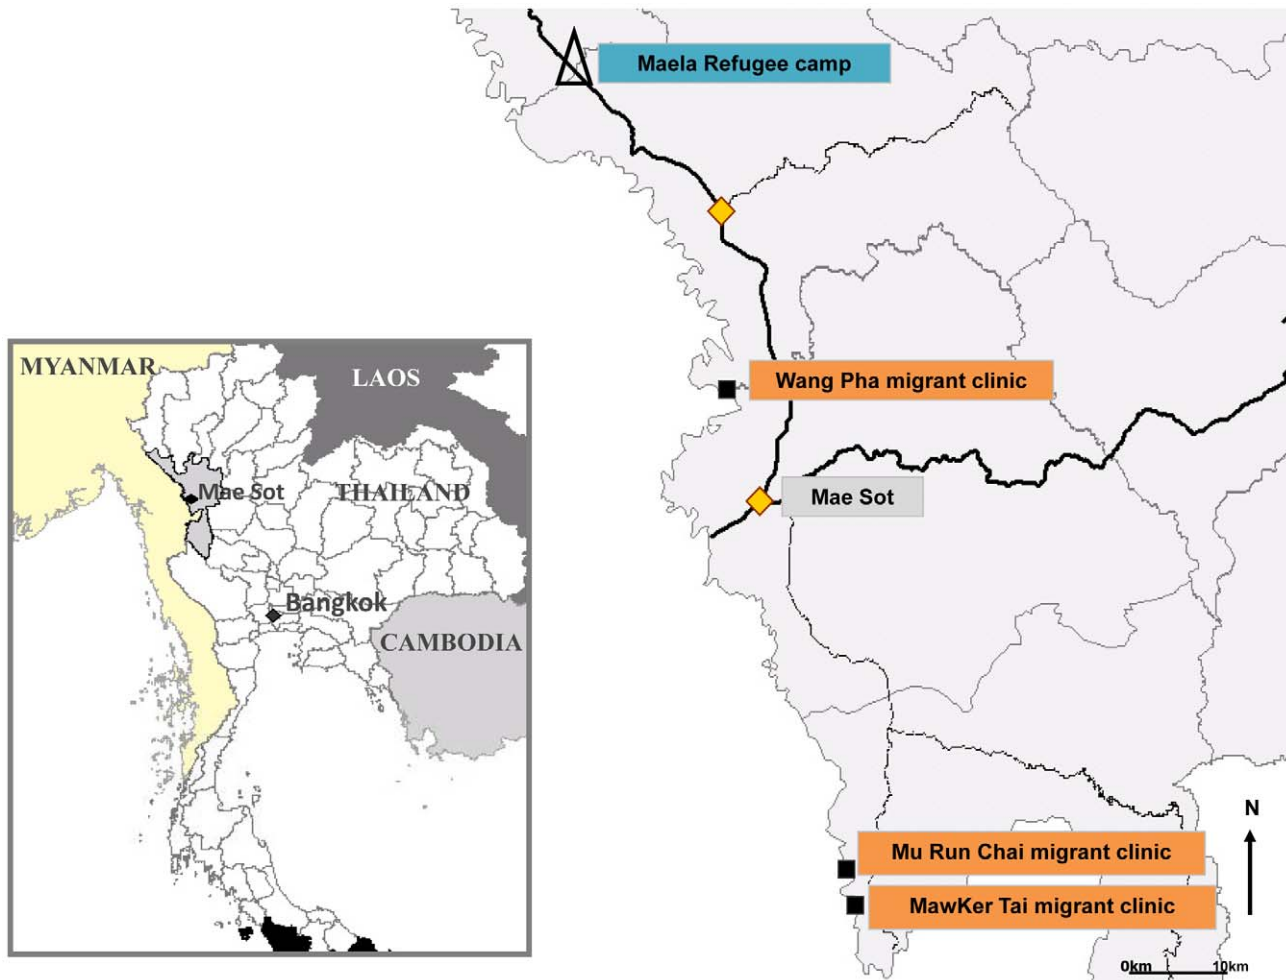 Maela Refugee camp
Wang Pha migrant clinic
Mae Sot
Mu Run Chai migrant clinic
MawKer Tai migrant clinic
N
0km 10km
MYANMAR
LAOS
Mae Sot
THAILAND
Bangkok
CAMBODIA